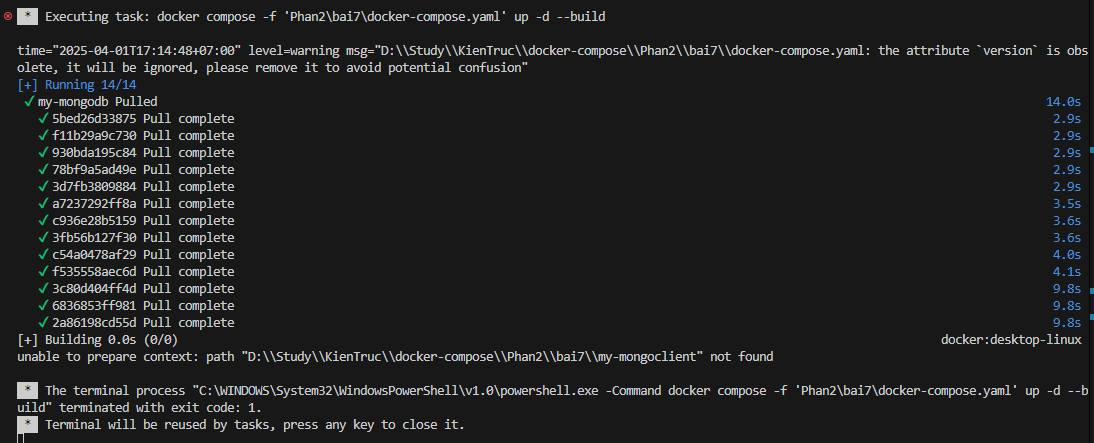 * Executing task: docker compose -f 'Phan2\bai7\docker-compose.yaml' up -d --build
time="2025-04-01T17:14:48+07:00" level=warning msg="D:\\Study\\KienTruc\\docker-compose\\Phan2\\bai7\\docker-compose.yaml: the attribute `version` is obs
olete, it will be ignored, please remove it to avoid potential confusion"
[+] Running 14/14
✔ my-mongodb Pulled 14.0s
✔ 5bed26d33875 Pull complete 2.9s
✔ f11b29a9c730 Pull complete 2.9s
✔ 930bda195c84 Pull complete 2.9s
✔ 78bf9a5ad49e Pull complete 2.9s
✔ 3d7fb3809884 Pull complete 2.9s
✔ a7237292ff8a Pull complete 3.5s
✔ c936e28b5159 Pull complete 3.6s
✔ 3fb56b127f30 Pull complete 3.6s
✔ c54a0478af29 Pull complete 4.0s
✔ f535558aec6d Pull complete 4.1s
✔ 3c80d404ff4d Pull complete 9.8s
✔ 6836853ff981 Pull complete 9.8s
✔ 2a86198cd55d Pull complete 9.8s
[+] Building 0.0s (0/0) docker:desktop-linux
unable to prepare context: path "D:\\Study\\KienTruc\\docker-compose\\Phan2\\bai7\\my-mongoclient" not found
* The terminal process "C:\WINDOWS\System32\WindowsPowerShell\v1.0\powershell.exe -Command docker compose -f 'Phan2\bai7\docker-compose.yaml' up -d --b
uild" terminated with exit code: 1.
* Terminal will be reused by tasks, press any key to close it.